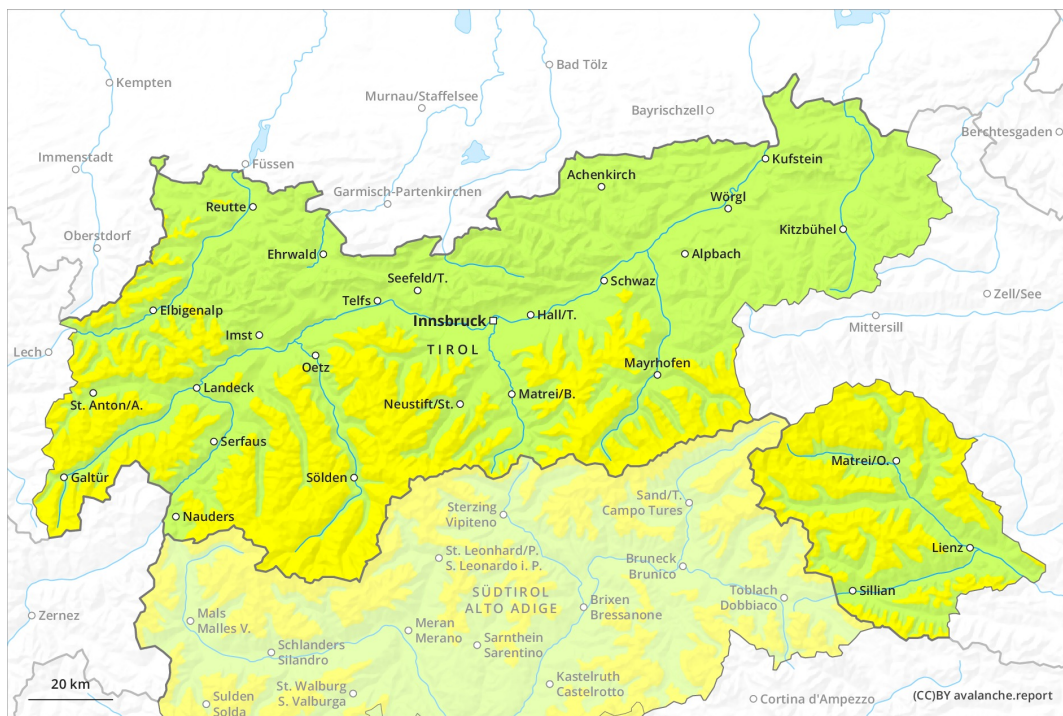 Kempten
Bad Tölz
Murnau/Staffelsee
Bayrischzell
Berchtesgaden
Immenstadt
Füssen
Kufstein
Achenkirch
Garmisch-Partenkirchen
Wörgl
Reutte
Oberstdorf
Kitzbühel
Ehrwald
Alpbach
Seefeld/T.
Schwaz
Zell/See
Telfs
Elbigenalp
Innsbruck
Hall/T.
Mittersill
Imst
Lech
TIROL
Oetz
Mayrhofen
Landeck
St. Anton/A.
Neustift/St.
Matrei/B.
Serfaus
Matrei/O.
Galtür
Sölden
Sand/T.
Campo Tures
Sterzing
Vipiteno
Nauders
Lienz
St. Leonhard/P.
S. Leonardo i. P.
Bruneck
Brunico
Sillian
SÜDTIROL
ALTO ADIGE
Toblach
Dobbiaco
Brixen
Bressanone
Zernez
Mals
Malles V.
Meran
Merano
Sarnthein
Sarentino
Schlanders
Silandro
Kastelruth
Castelrotto
20 km
St. Walburg
S. Valburga
Sulden
Solda
Cortina d'Ampezzo
(CC)BY avalanche.report